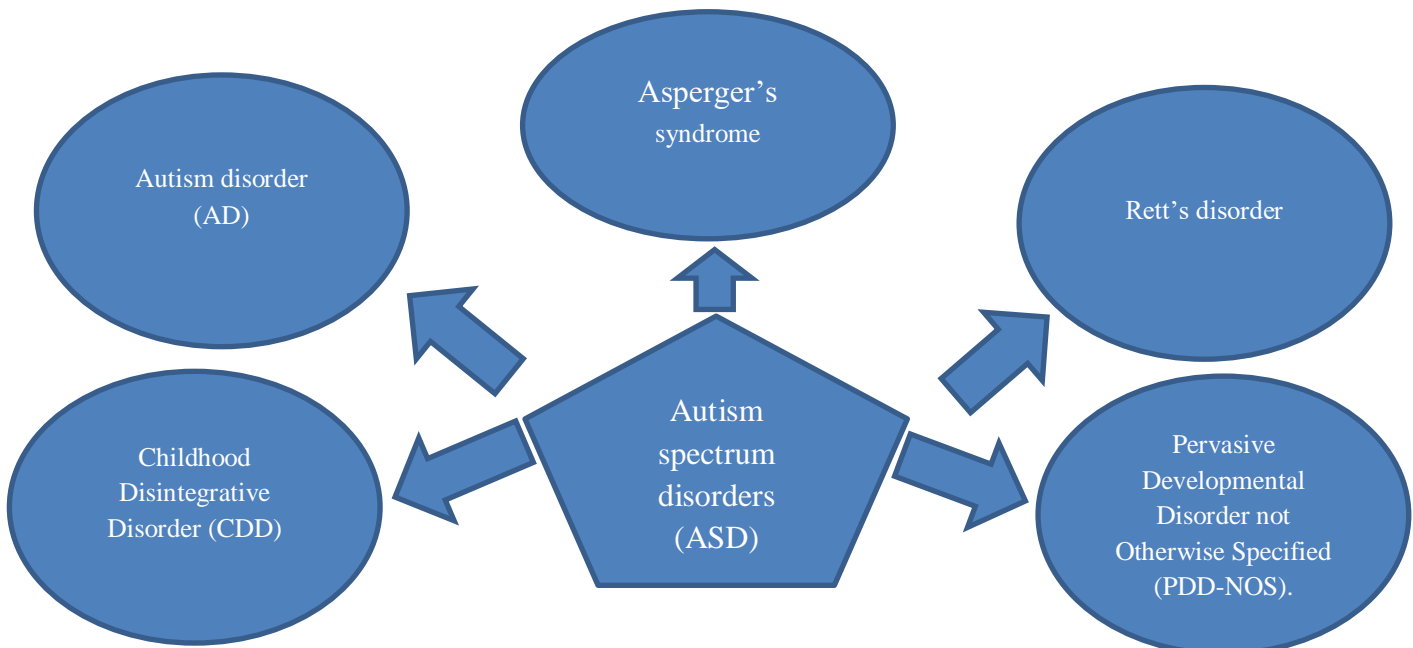 Asperger’s
syndrome
Autism disorder
(AD)
Rett’s disorder
Childhood
Disintegrative
Disorder (CDD)
Autism
spectrum
disorders
(ASD)
Pervasive
Developmental
Disorder not
Otherwise Specified
(PDD-NOS).